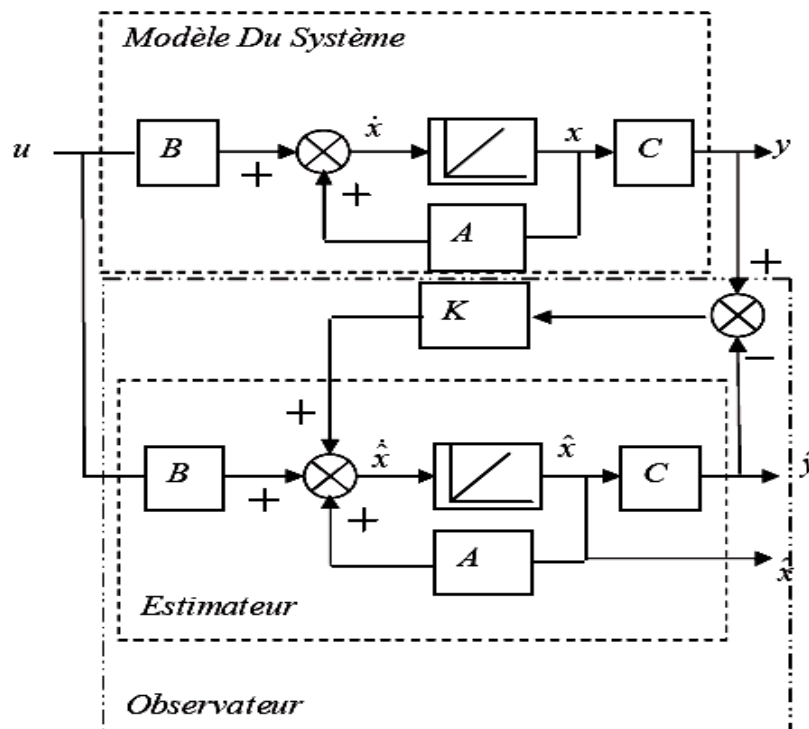 Modèle Du Système
u B + ẋ x C y
+ A
+
K
−
+
B + x̂̇ x̂ C ŷ
+ A
x̂
Estimateur
Observateur